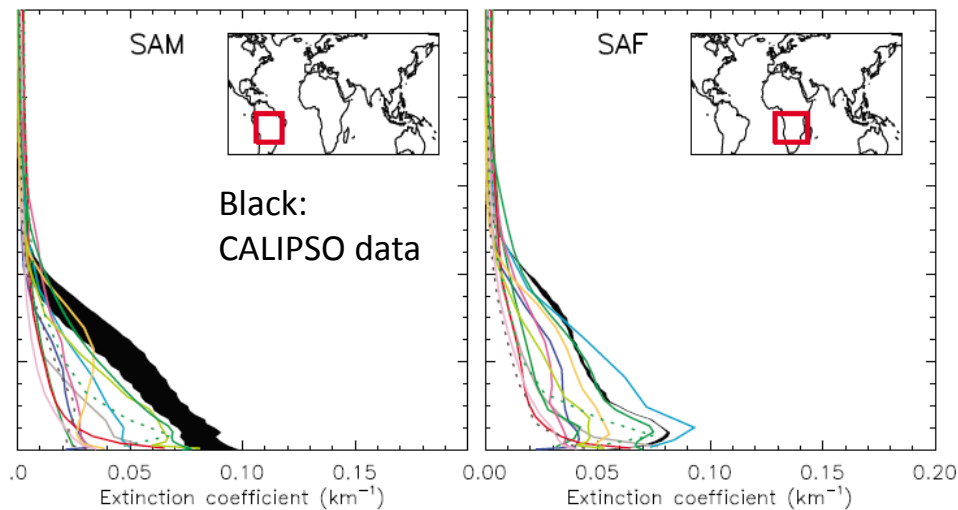 SAM
SAF
Black:
CALIPSO data
.0 0.05 0.10 0.15 0.00 0.05 0.10 0.15 0.20
Extinction coefficient (km⁻¹) Extinction coefficient (km⁻¹)